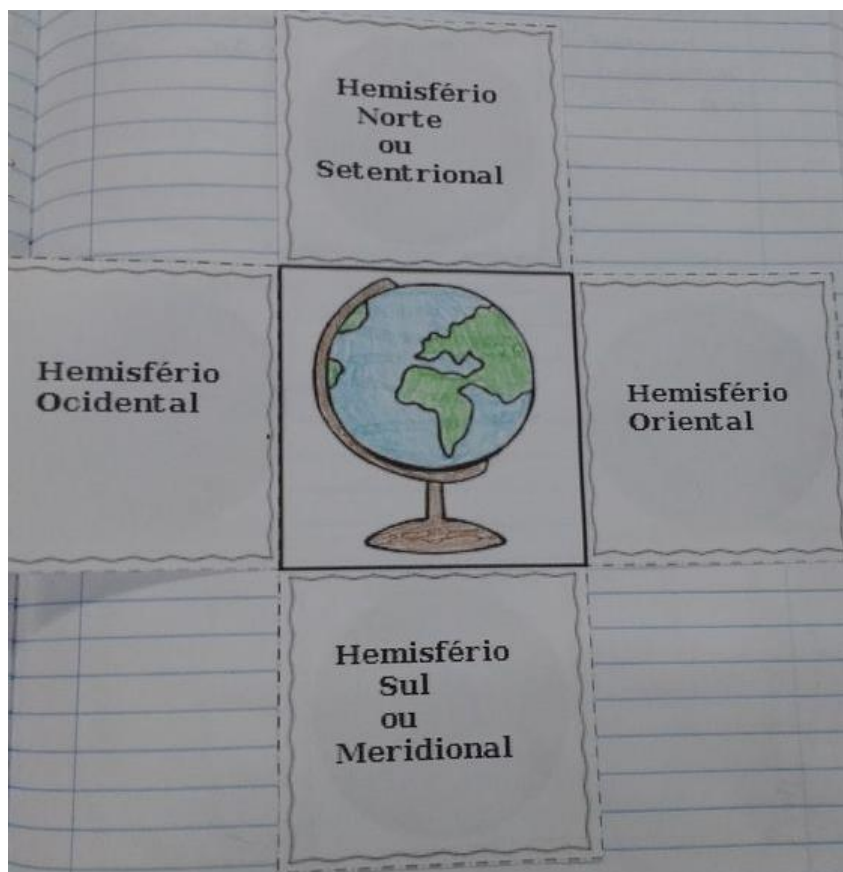 Hemisfério
Norte
ou
Setentrional
Hemisfério
Ocidental
Hemisfério
Oriental
Hemisfério
Sul
ou
Meridional